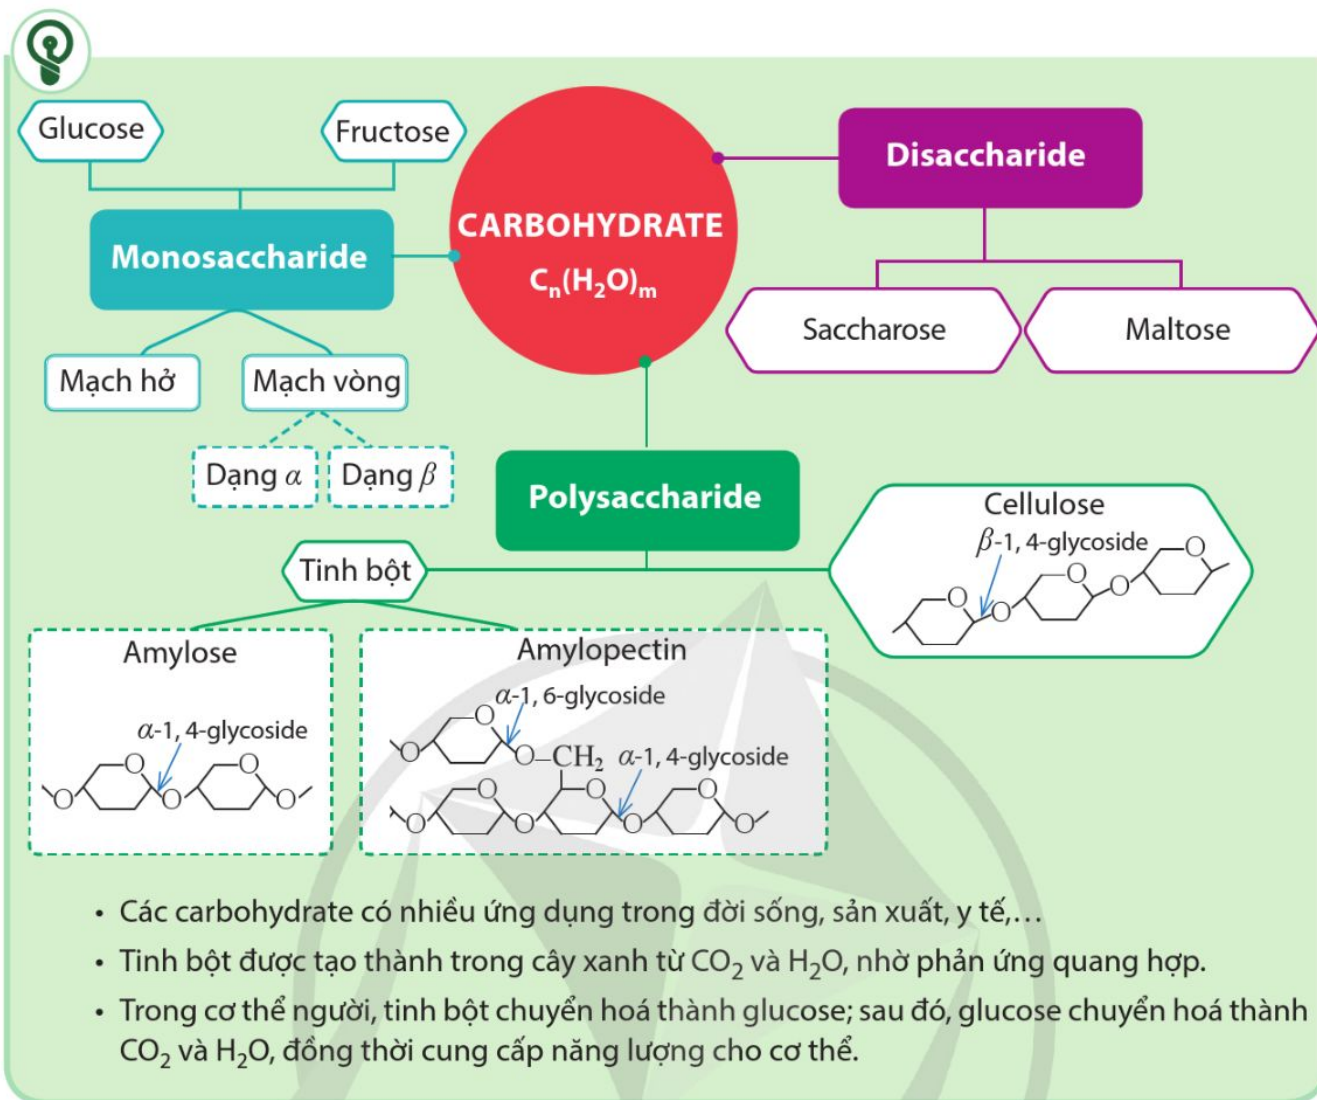 Glucose
Fructose
Monosaccharide
Mạch hở
Mạch vòng
Dạng α
Dạng β
CARBOHYDRATE
Cₙ(H₂O)ₘ
Disaccharide
Saccharose
Maltose
Polysaccharide
Tinh bột
Cellulose
β-1, 4-glycoside
O
O
O
O
O
Amylose
α-1, 4-glycoside
O
O
O
O
O
Amylopectin
α-1, 6-glycoside
O
O
O–CH₂
α-1, 4-glycoside
O
O
O
O
O
O
O
• Các carbohydrate có nhiều ứng dụng trong đời sống, sản xuất, y tế,…
• Tinh bột được tạo thành trong cây xanh từ CO₂ và H₂O, nhờ phản ứng quang hợp.
• Trong cơ thể người, tinh bột chuyển hoá thành glucose; sau đó, glucose chuyển hoá thành
CO₂ và H₂O, đồng thời cung cấp năng lượng cho cơ thể.